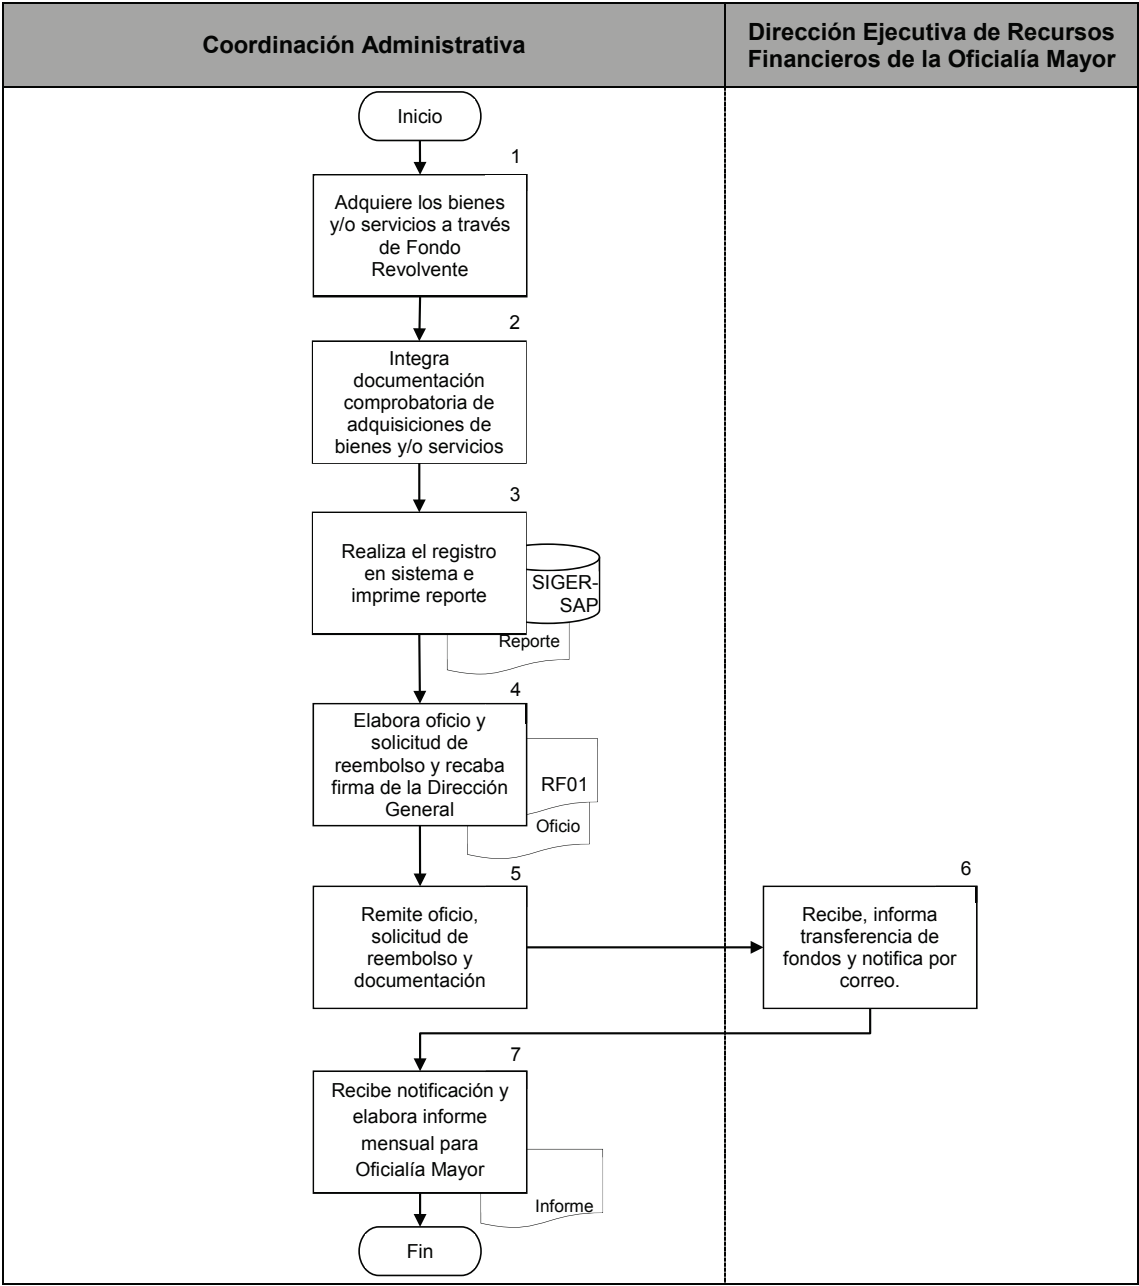 Coordinación Administrativa
Dirección Ejecutiva de Recursos
Financieros de la Oficialía Mayor
Inicio
1
Adquiere los bienes
y/o servicios a través
de Fondo
Revolvente
2
Integra
documentación
comprobatoria de
adquisiciones de
bienes y/o servicios
3
Realiza el registro
en sistema e
imprime reporte
SIGER-
SAP
Reporte
4
Elabora oficio y
solicitud de
reembolso y recaba
firma de la Dirección
General
RF01
Oficio
5
Remite oficio,
solicitud de
reembolso y
documentación
6
Recibe, informa
transferencia de
fondos y notifica por
correo.
7
Recibe notificación y
elabora informe
mensual para
Oficialía Mayor
Informe
Fin